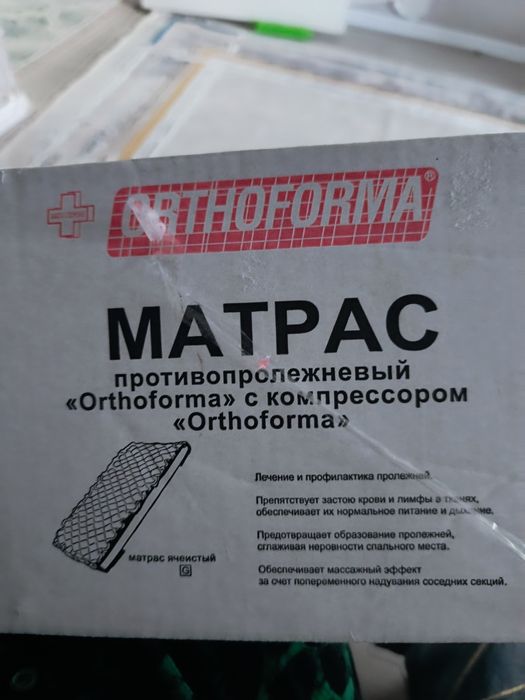 ORTHOFORMA®
МАТРАС
противопролежневый
«Orthoforma» с компрессором
«Orthoforma»
Лечение и профилактика пролежней.
Препятствует застою крови и лимфы в тканях,
обеспечивает их нормальное питание и дыхание.
Предотвращает образование пролежней,
сглаживая неровности спального места.
матрас ячеистый
G
Обеспечивает массажный эффект
за счет попеременного надувания соседних секций.